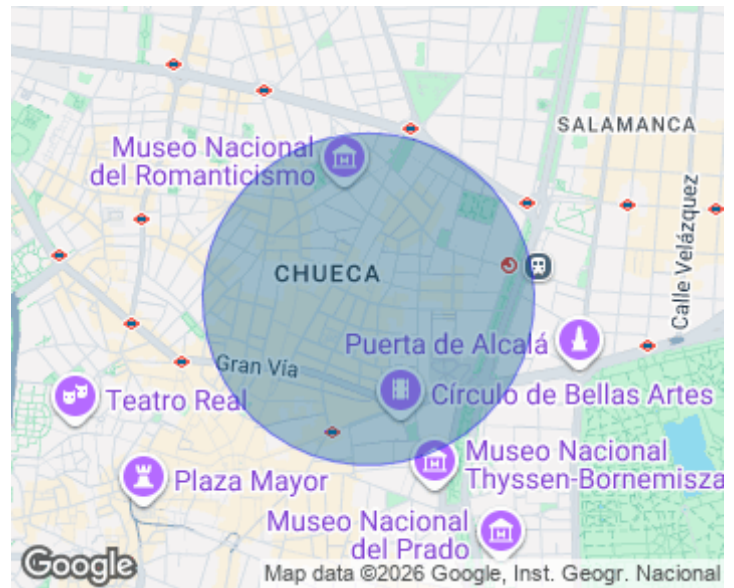 SALAMANCA
Museo Nacional
del Romanticismo
Calle Velázquez
CHUECA
Puerta de Alcalá
Gran Vía
Círculo de Bellas Artes
Teatro Real
Museo Nacional
Thyssen-Bornemisza
Plaza Mayor
Museo Nacional
del Prado
Google
Map data ©2026 Google, Inst. Geogr. Nacional